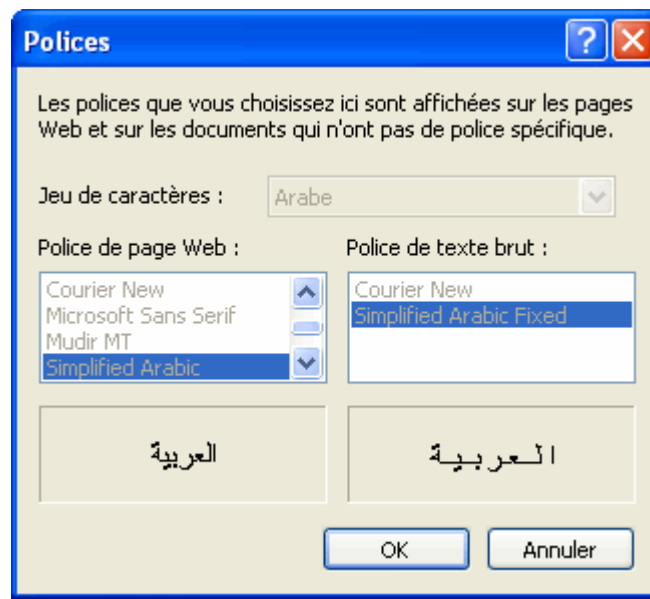 Polices
Les polices que vous choisissez ici sont affichées sur les pages
Web et sur les documents qui n'ont pas de police spécifique.
Jeu de caractères :
Arabe
Police de page Web :
Courier New
Microsoft Sans Serif
Mudir MT
Simplified Arabic
Police de texte brut :
Courier New
Simplified Arabic Fixed
العربية
العربية
OK
Annuler